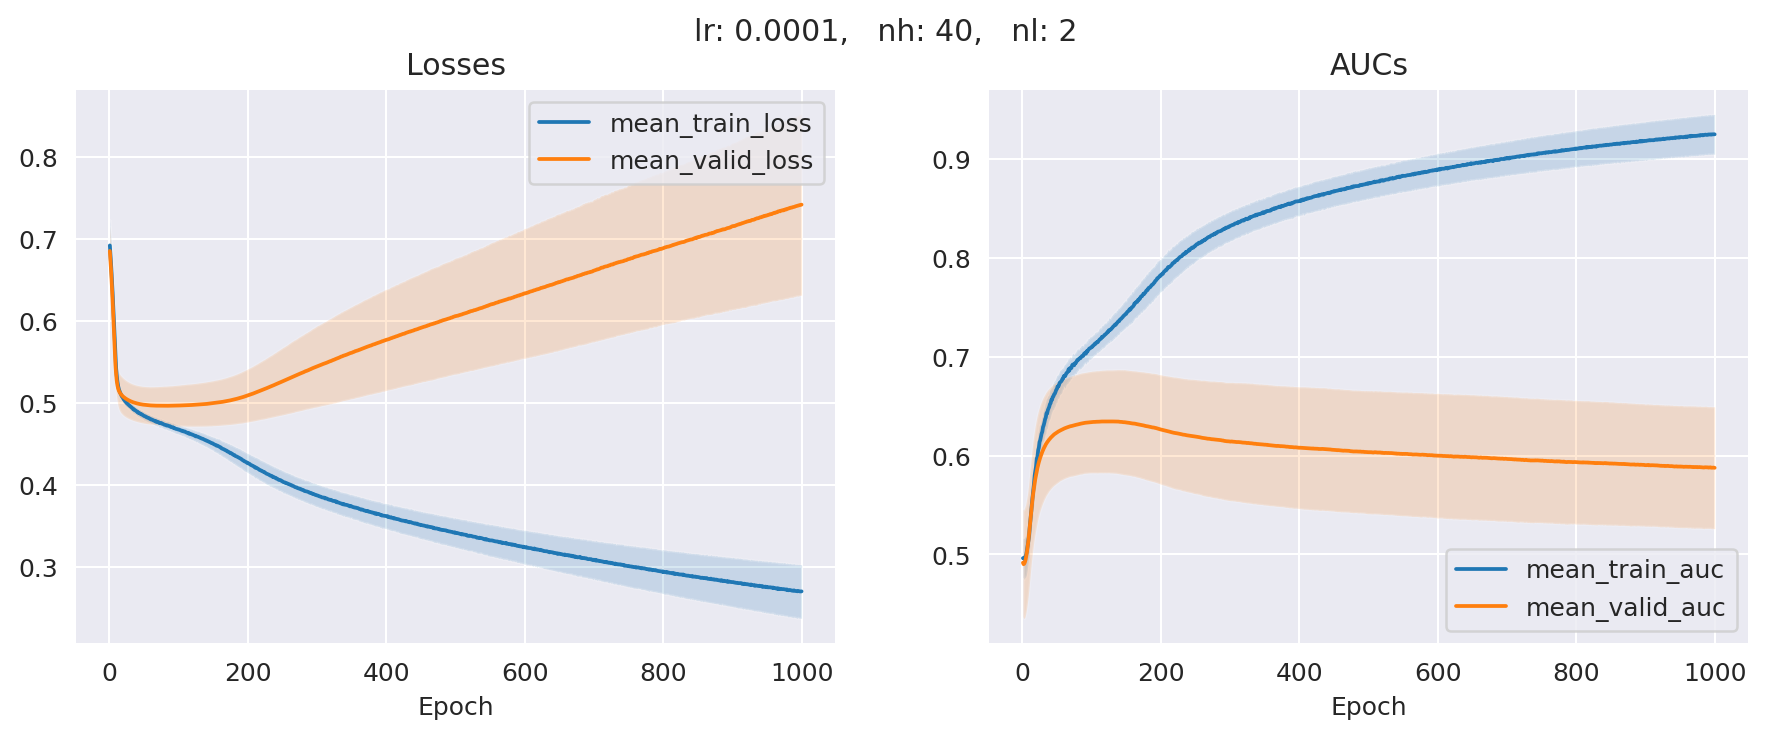 lr: 0.0001,   nh: 40,   nl: 2
Losses
mean_train_loss
mean_valid_loss
0.8
0.7
0.6
0.5
0.4
0.3
0 200 400 600 800 1000
Epoch
AUCs
0.9
0.8
0.7
0.6
0.5
mean_train_auc
mean_valid_auc
0 200 400 600 800 1000
Epoch